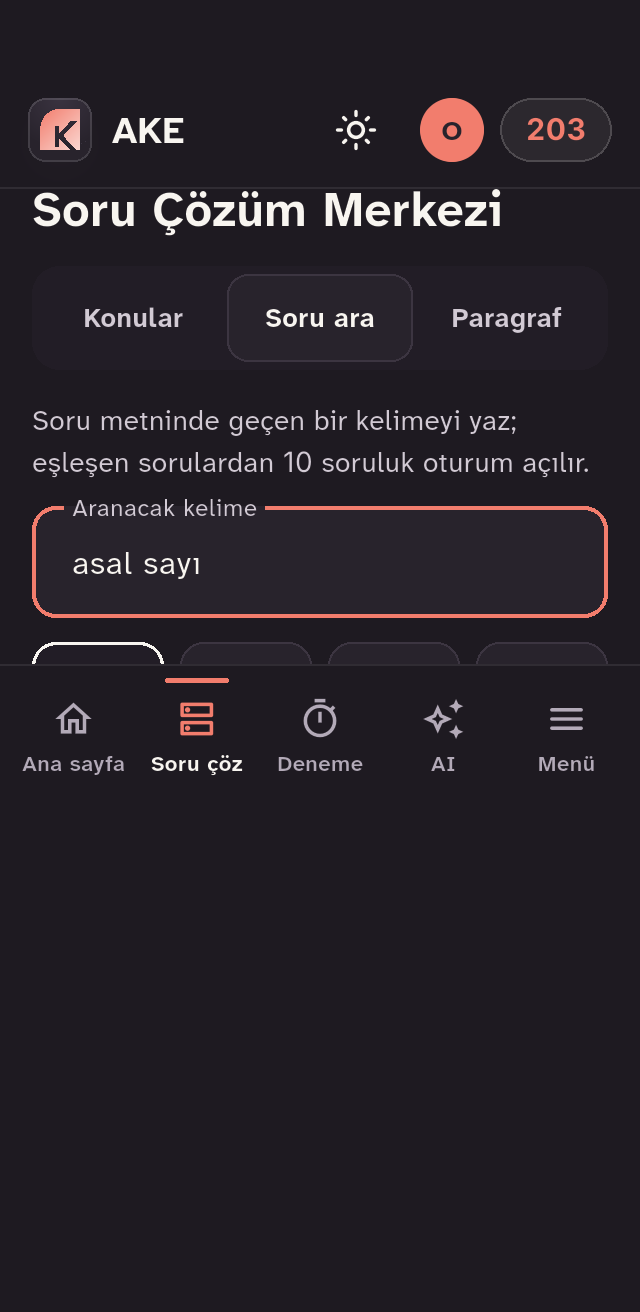 K
AKE
O
203
Soru Çözüm Merkezi
Konular
Soru ara
Paragraf
Soru metninde geçen bir kelimeyi yaz;
eşleşen sorulardan 10 soruluk oturum açılır.
Aranacak kelime
asal sayı
Ana sayfa
Soru çöz
Deneme
AI
Menü